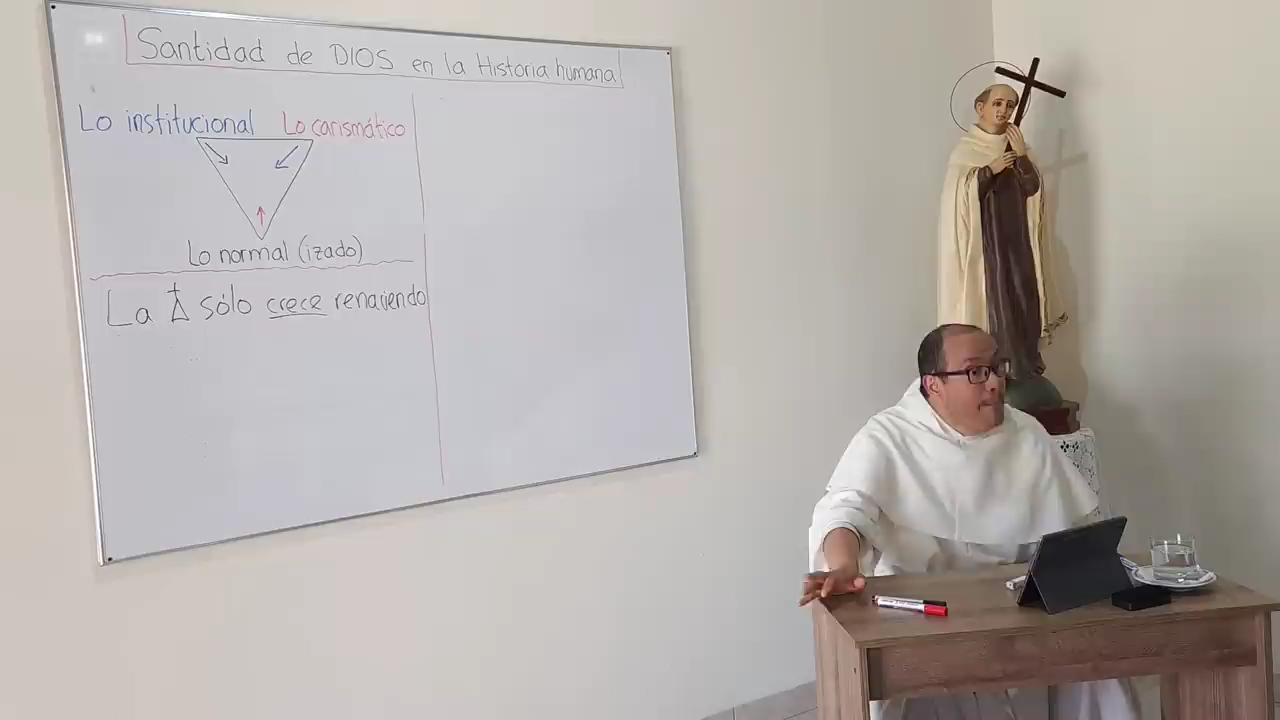 Santidad de DIOS en la Historia humana
Lo institucional
Lo carismático
Lo normal (izado)
La sólo crece renaciendo